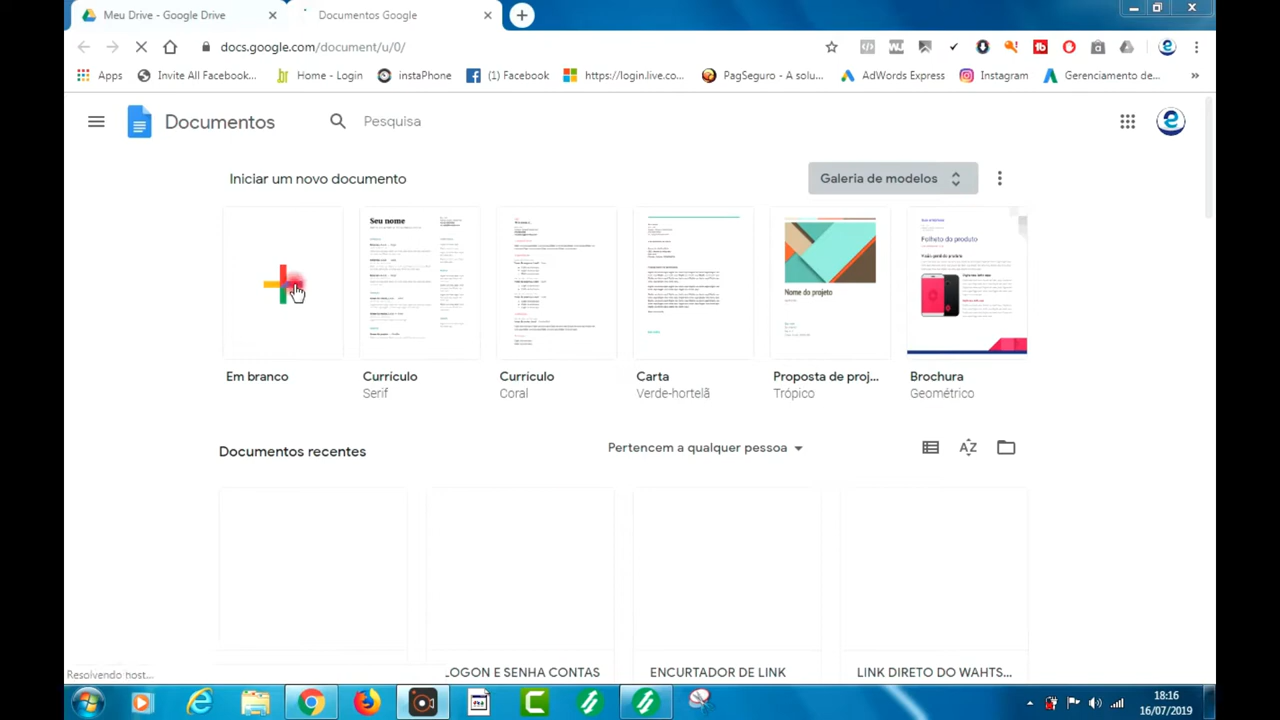 Meu Drive - Google Drive
Documentos Google
docs.google.com/document/u/0/
Apps
Invite All Facebook...
Home - Login
instaPhone
(1) Facebook
https://login.live.co...
PagSeguro - A solu...
AdWords Express
Instagram
Gerenciamento de...
»
Documentos
Pesquisa
Iniciar um novo documento
Galeria de modelos
Seu nome
Nome do projeto
Folheto do produto
Em branco
Currículo
Serif
Currículo
Coral
Carta
Verde-hortelã
Proposta de proj...
Trópico
Brochura
Geométrico
Documentos recentes
Pertencem a qualquer pessoa
AZ
OGON E SENHA CONTAS
ENCURTADOR DE LINK
LINK DIRETO DO WAHTS...
Resolvendo host...
18:16
16/07/2019